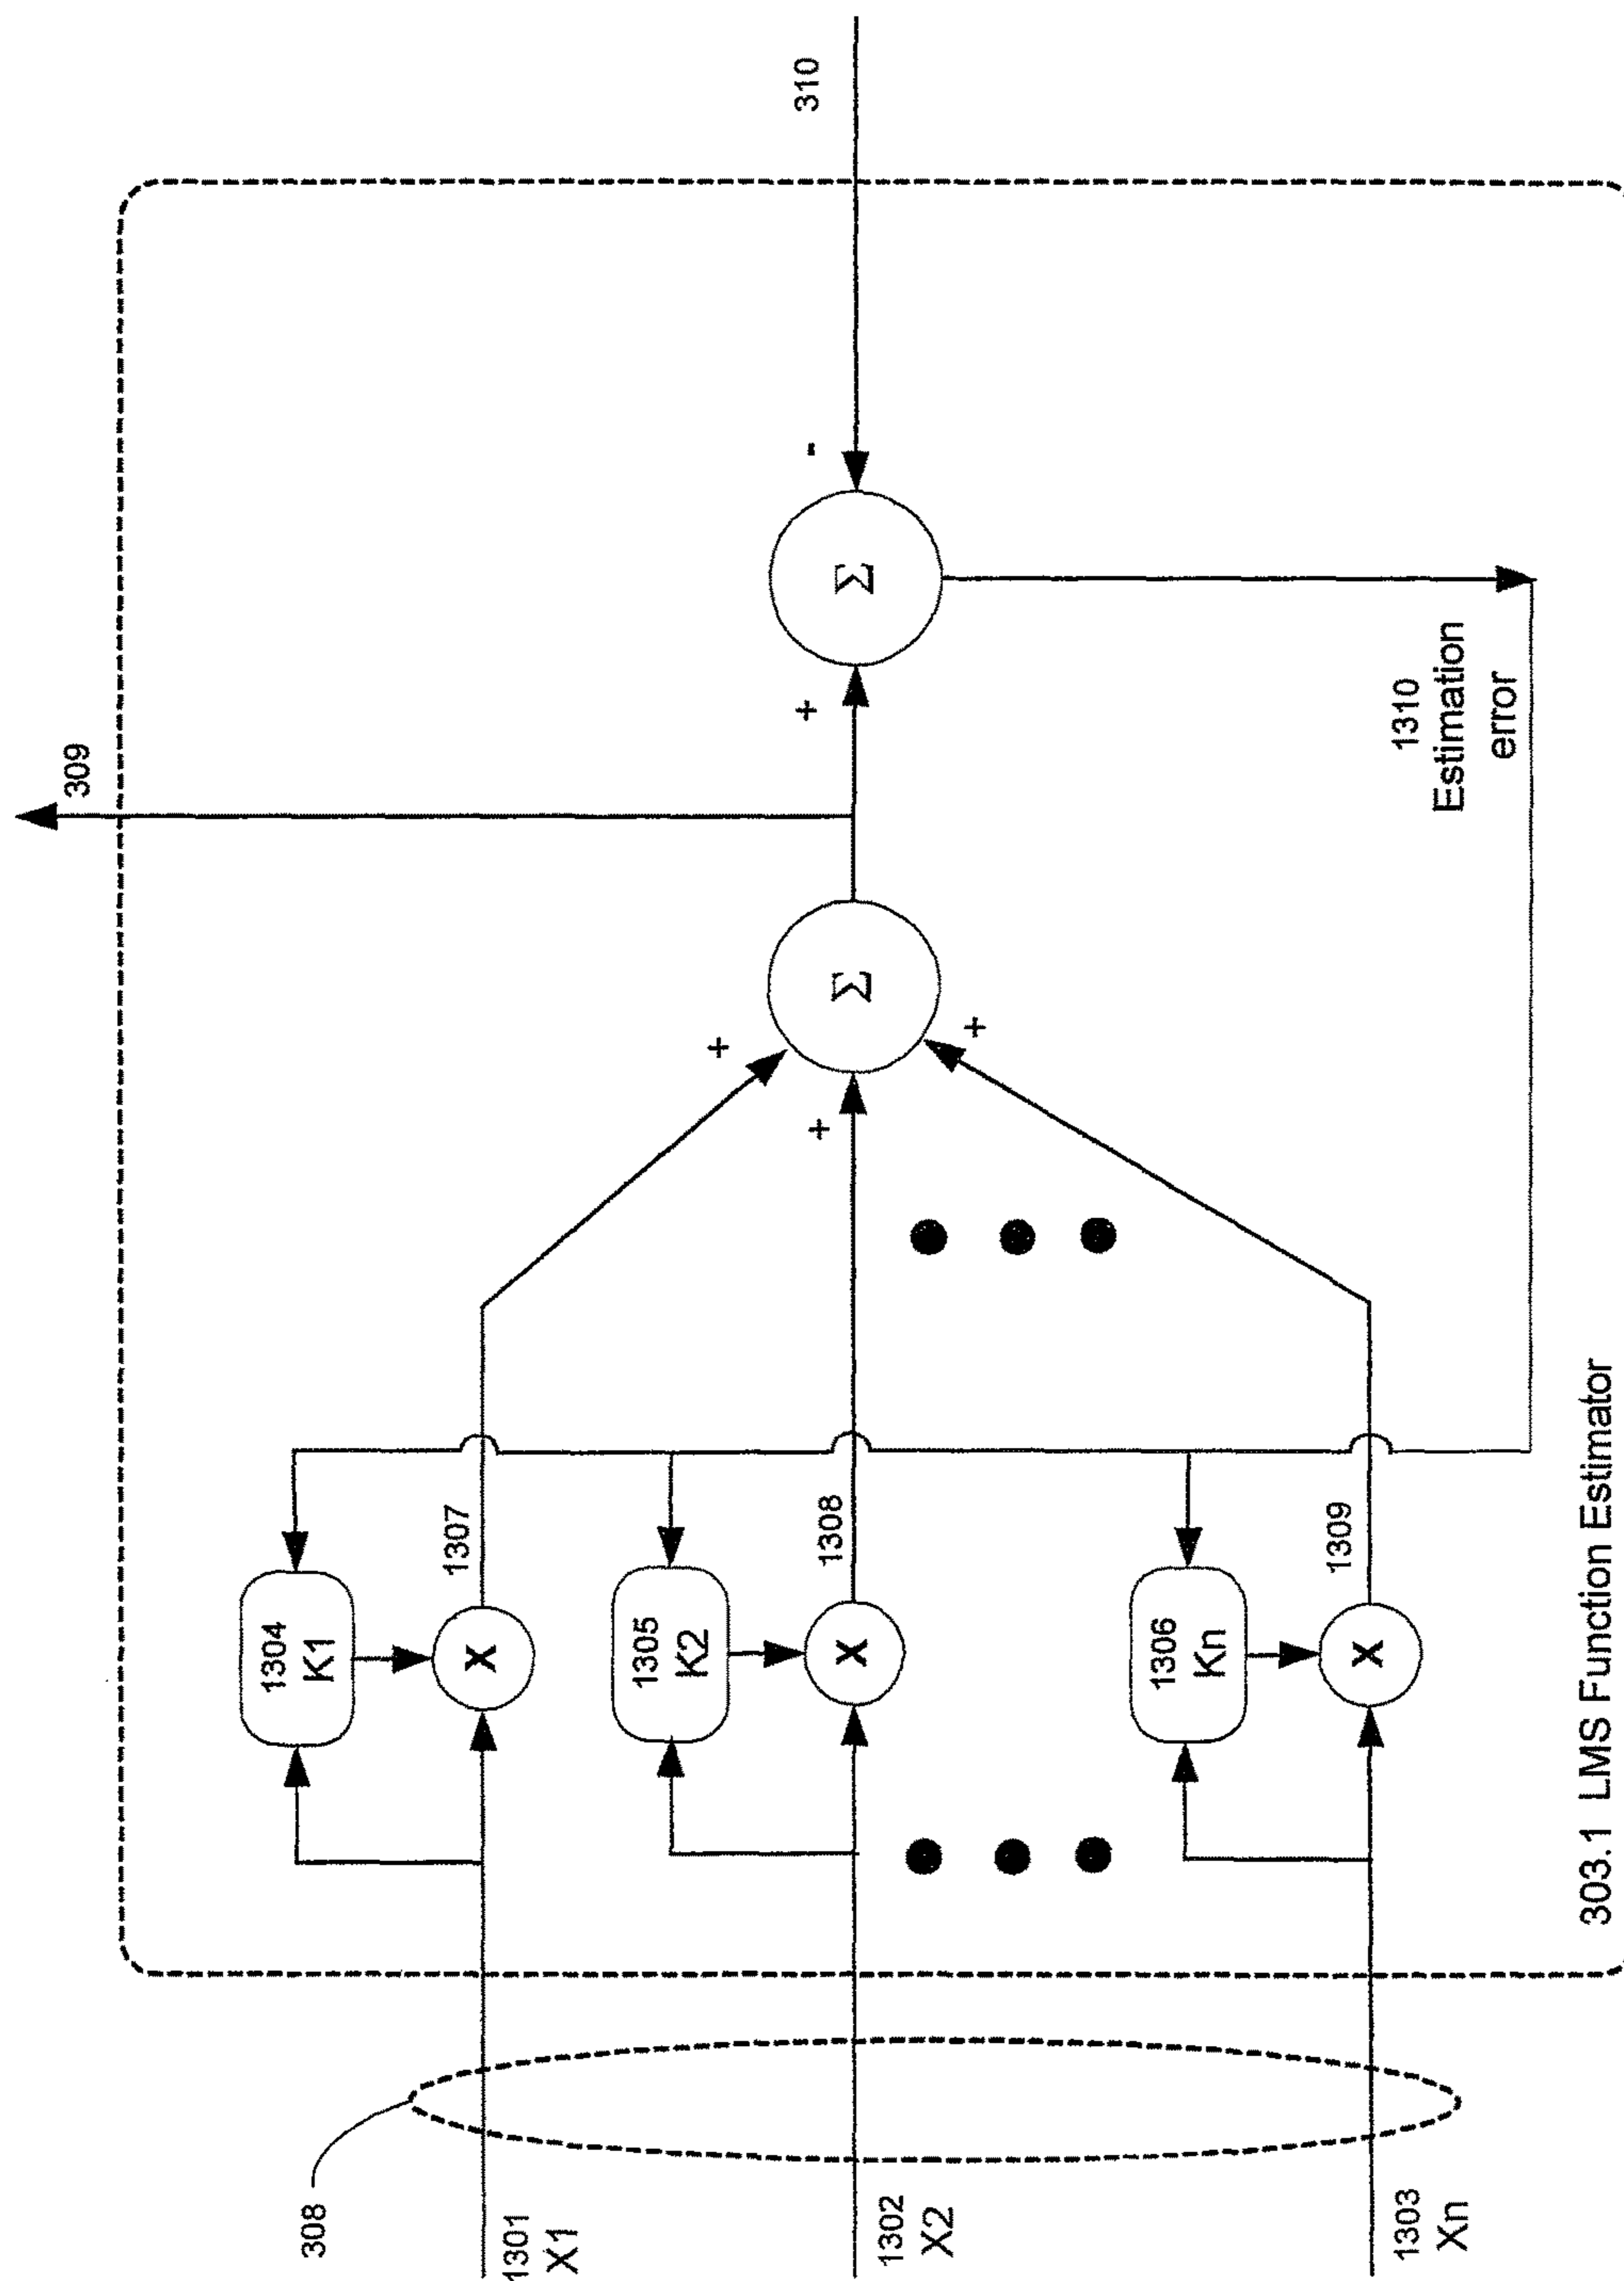 308
1301
X1
1302
X2
1303
Xn
1304
K1
X
1307
1305
K2
X
1308
1306
Kn
X
1309
+
+
+
Σ
309
+
-
Σ
310
1310
Estimation
error
303.1 LMS Function Estimator